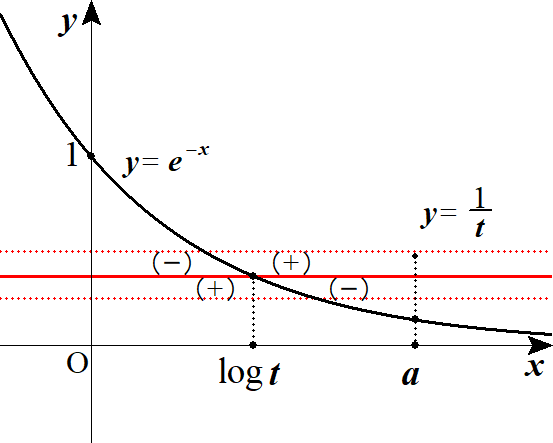 y
1
y= e^{-x}
y= 1/t
(−)
(+)
(+)
(−)
O
log t
a
x